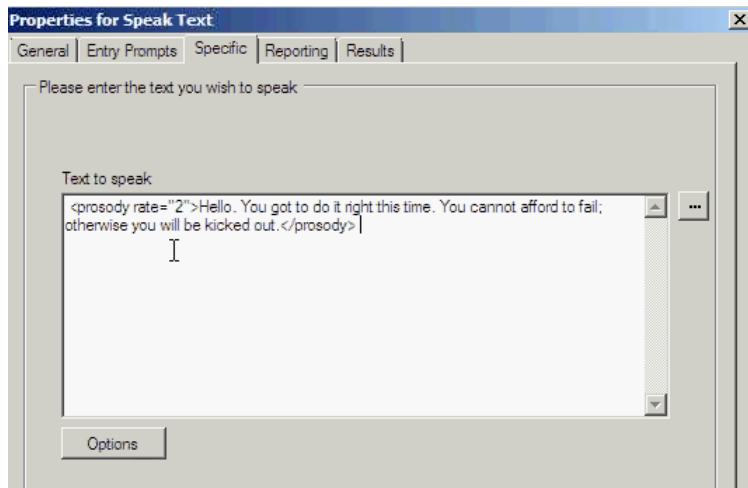 Properties for Speak Text
General Entry Prompts Specific Reporting Results
Please enter the text you wish to speak
Text to speak
<prosody rate="2">Hello. You got to do it right this time. You cannot afford to fail;
otherwise you will be kicked out.</prosody>
...
Options